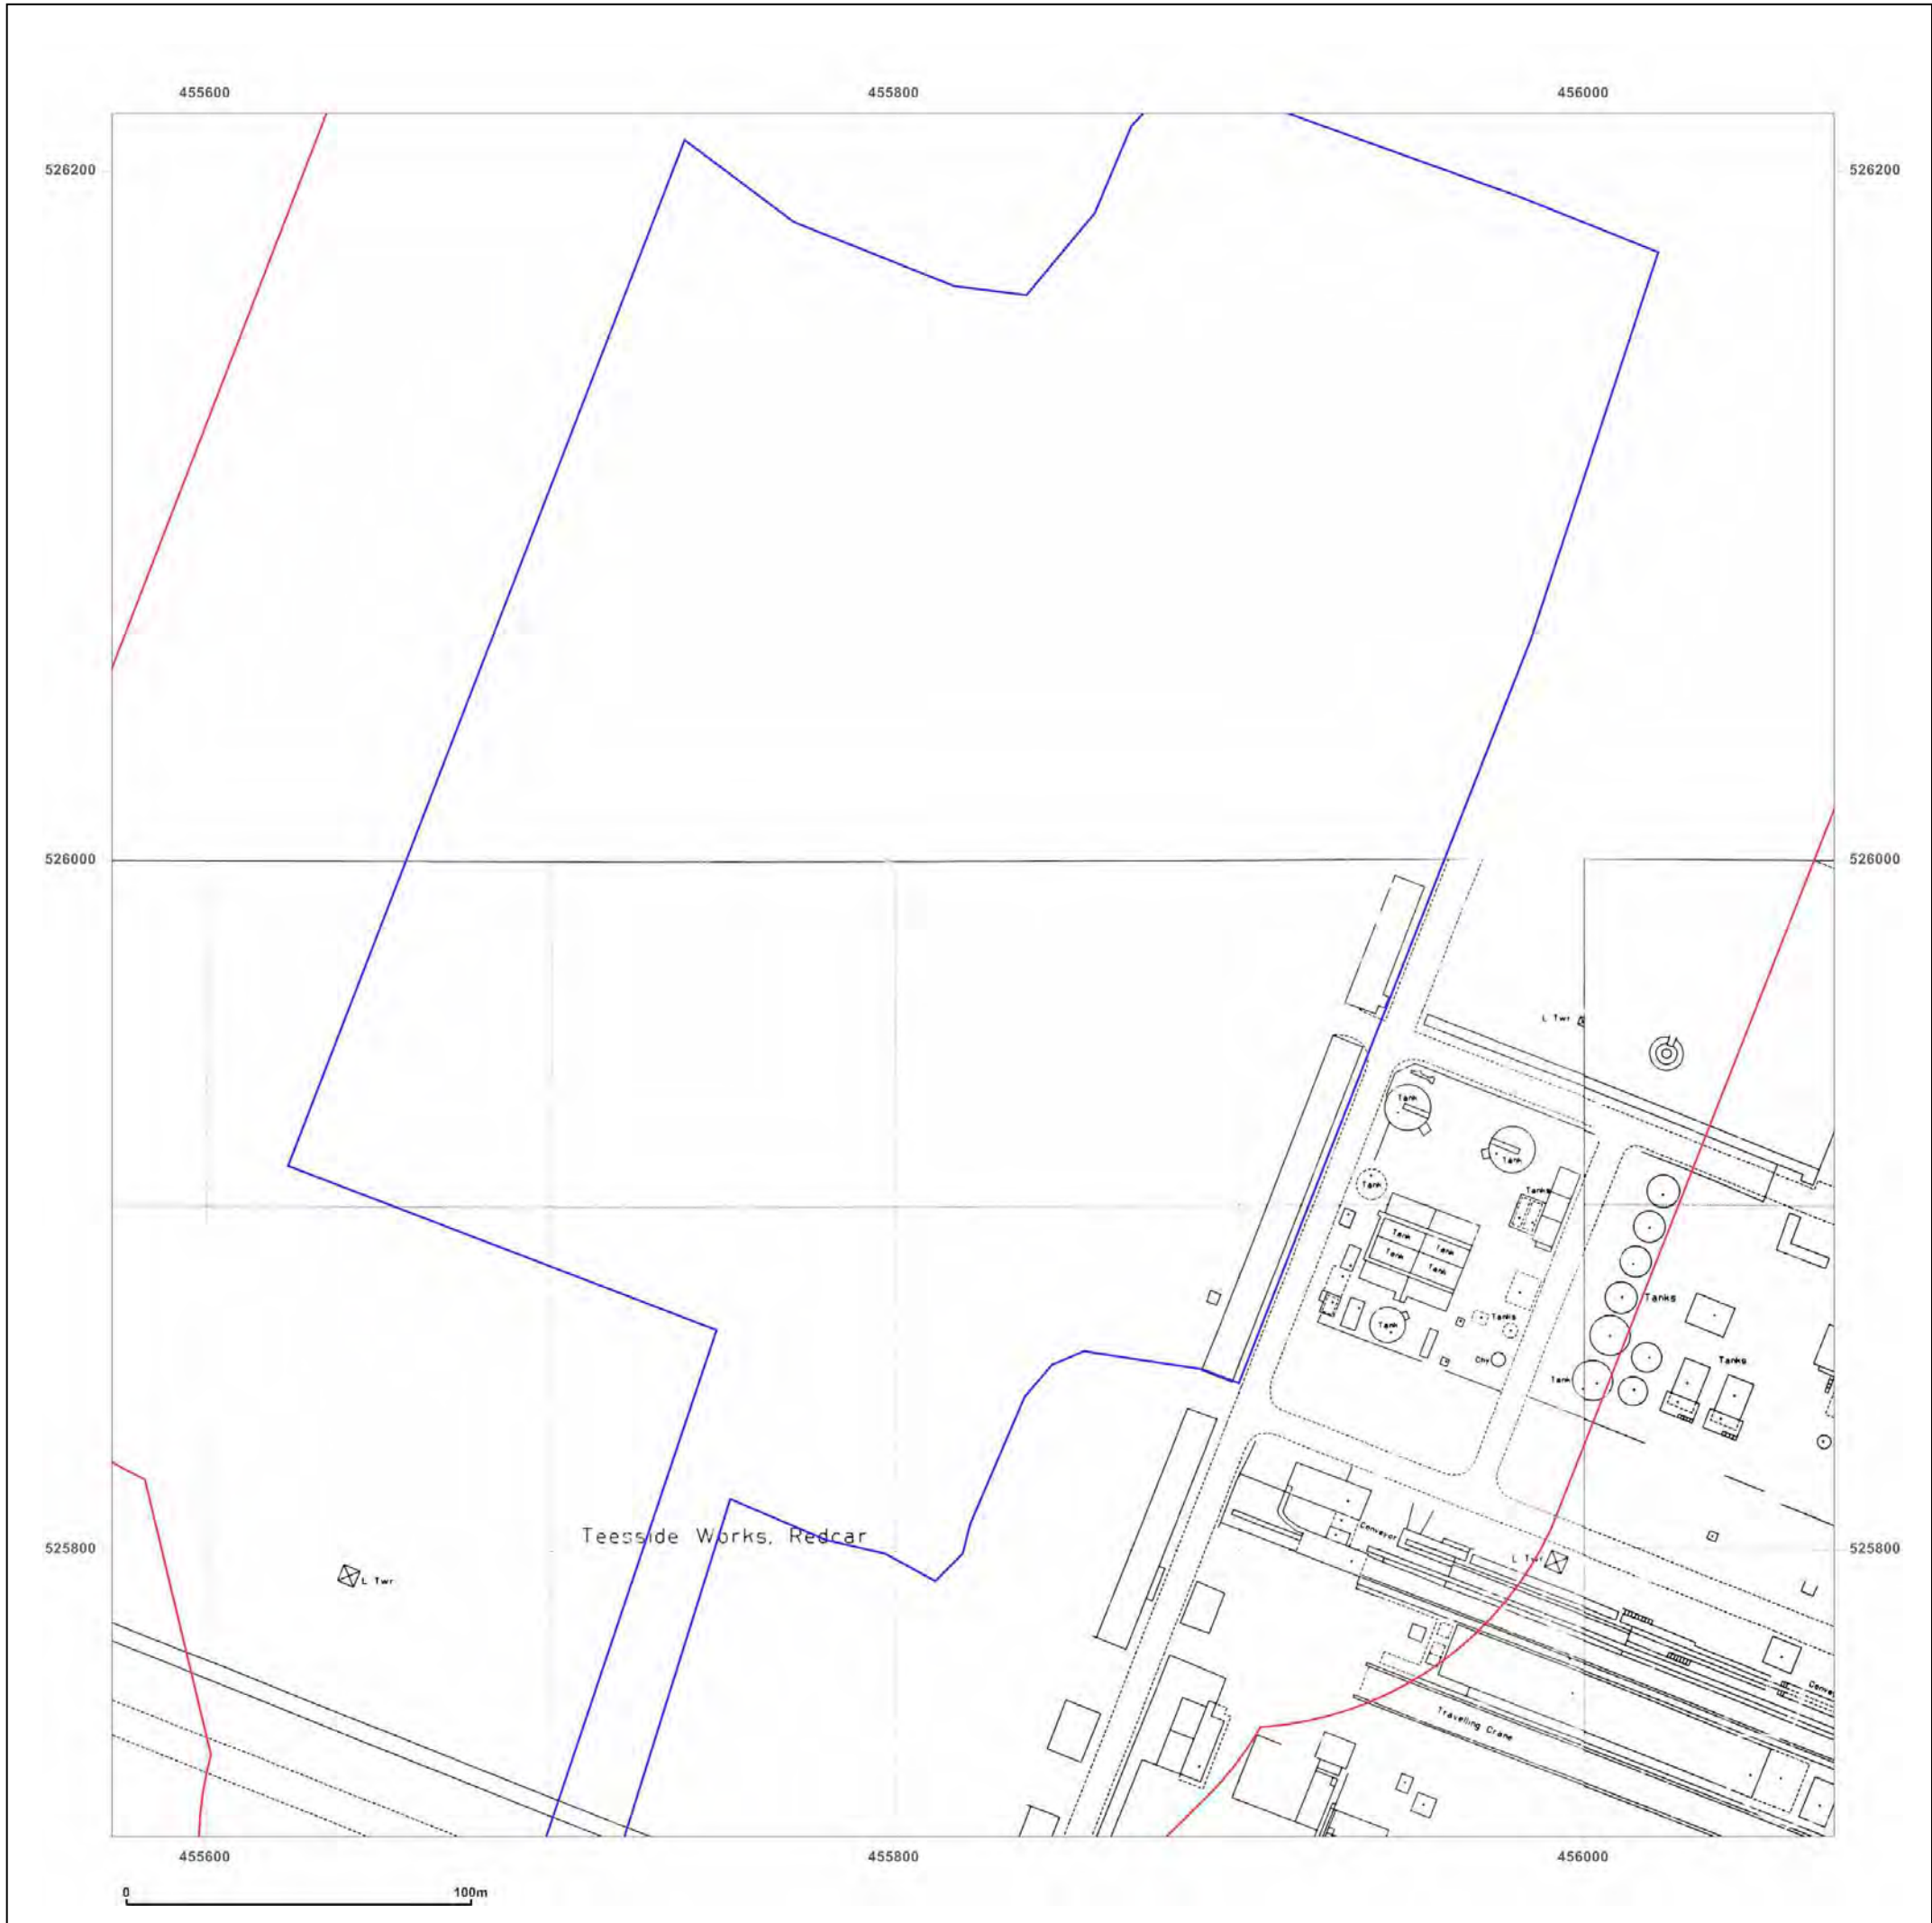 455600
455800
456000
526200
526200
526000
526000
L Twr
Tank
Tank
Tank
Tanks
Tank
Tank
Tank
Tank
Tanks
Tanks
Tank
Chy
Tanks
Tank
Teesside Works, Redcar
Conveyor
525800
525800
L Twr
L Twr
Travelling Crane
455600
455800
456000
0
100m